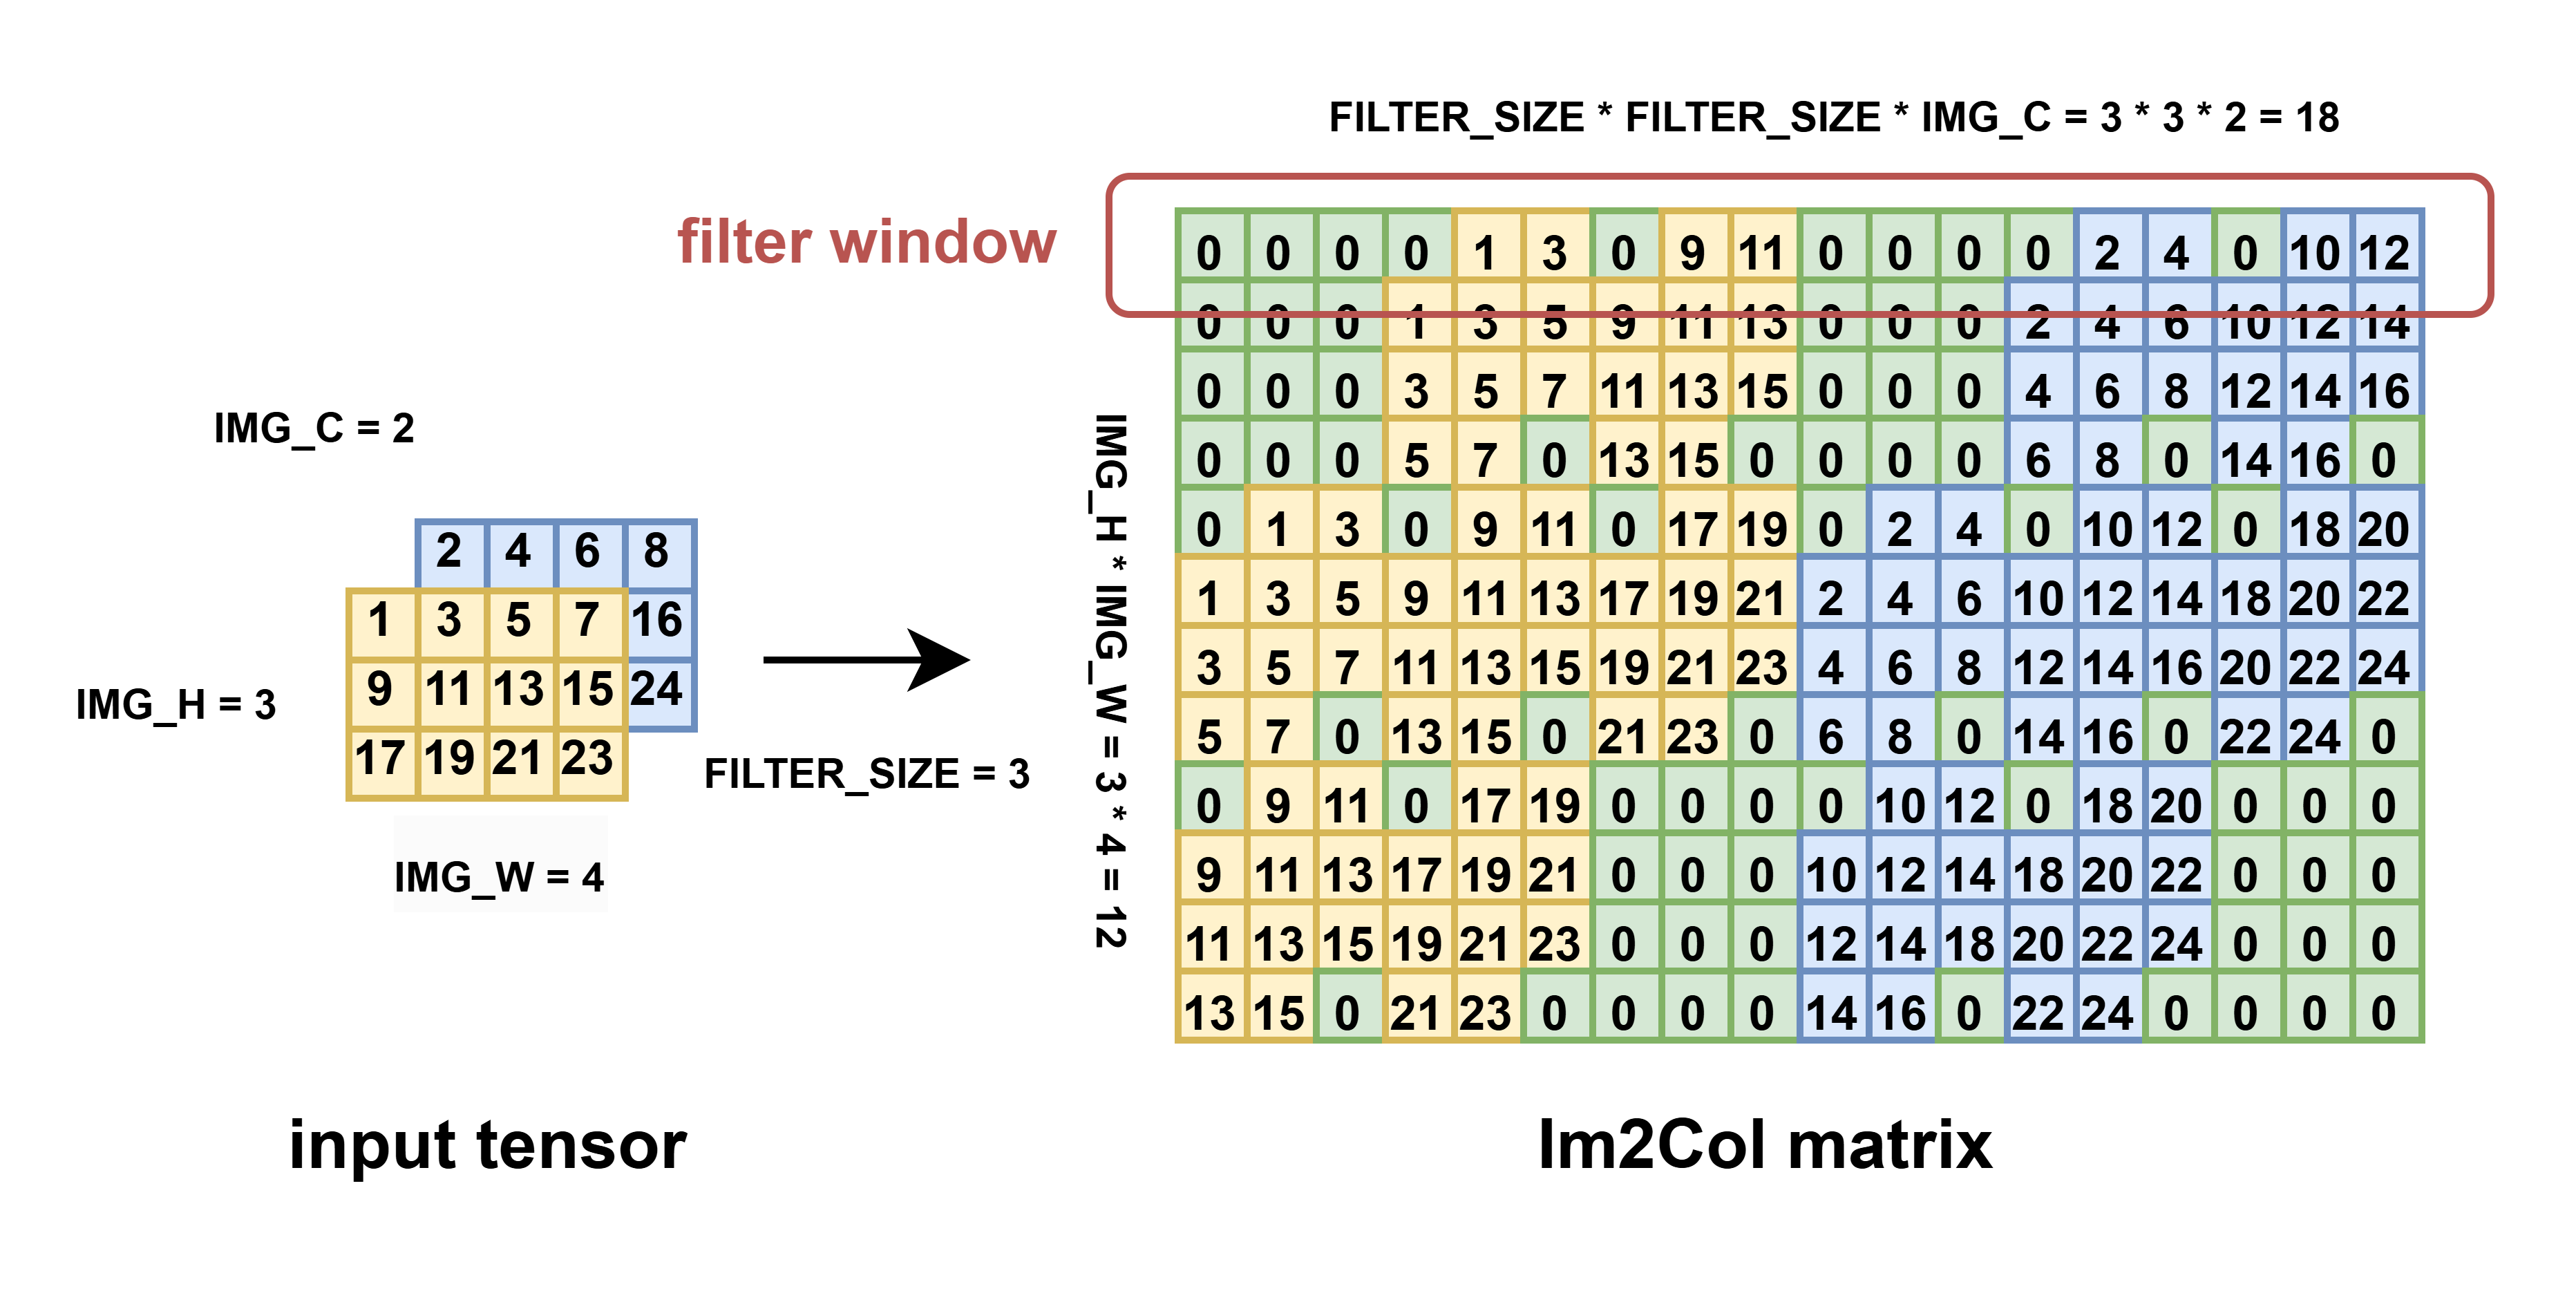 FILTER_SIZE * FILTER_SIZE * IMG_C = 3 * 3 * 2 = 18
filter window
0 0 0 0 1 3 0 9 11 0 0 0 0 2 4 0 10 12
0 0 0 1 3 5 9 11 13 0 0 0 2 4 6 10 12 14
0 0 0 3 5 7 11 13 15 0 0 0 4 6 8 12 14 16
0 0 0 5 7 0 13 15 0 0 0 0 6 8 0 14 16 0
0 1 3 0 9 11 0 17 19 0 2 4 0 10 12 0 18 20
1 3 5 9 11 13 17 19 21 2 4 6 10 12 14 18 20 22
3 5 7 11 13 15 19 21 23 4 6 8 12 14 16 20 22 24
5 7 0 13 15 0 21 23 0 6 8 0 14 16 0 22 24 0
0 9 11 0 17 19 0 0 0 0 10 12 0 18 20 0 0 0
9 11 13 17 19 21 0 0 0 10 12 14 18 20 22 0 0 0
11 13 15 19 21 23 0 0 0 12 14 18 20 22 24 0 0 0
13 15 0 21 23 0 0 0 0 14 16 0 22 24 0 0 0 0
IMG_H * IMG_W = 3 * 4 = 12
IMG_C = 2
2 4 6 8
1 3 5 7 16
9 11 13 15 24
17 19 21 23
IMG_H = 3
IMG_W = 4
FILTER_SIZE = 3
input tensor
Im2Col matrix